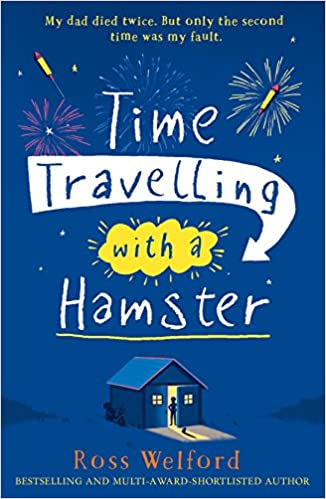 My dad died twice. But only the second
time was my fault.
Time
Travelling
with a
Hamster
Ross Welford
BESTSELLING AND MULTI-AWARD-SHORTLISTED AUTHOR